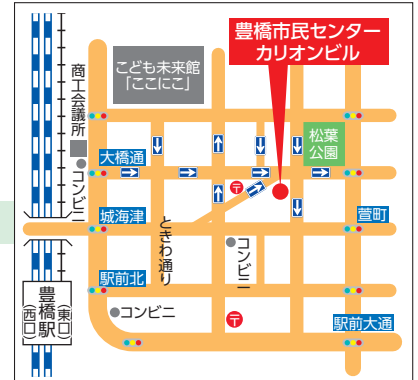 豊橋市民センター
カリオンビル
こども未来館
「ここにこ」
商工会議所
コンビニ
松葉
公園
大橋通
〒
城海津
ときわ通り
萱町
コンビニ
駅前北
コンビニ
〒
駅前大通
豊橋駅
(東口)
(西口)